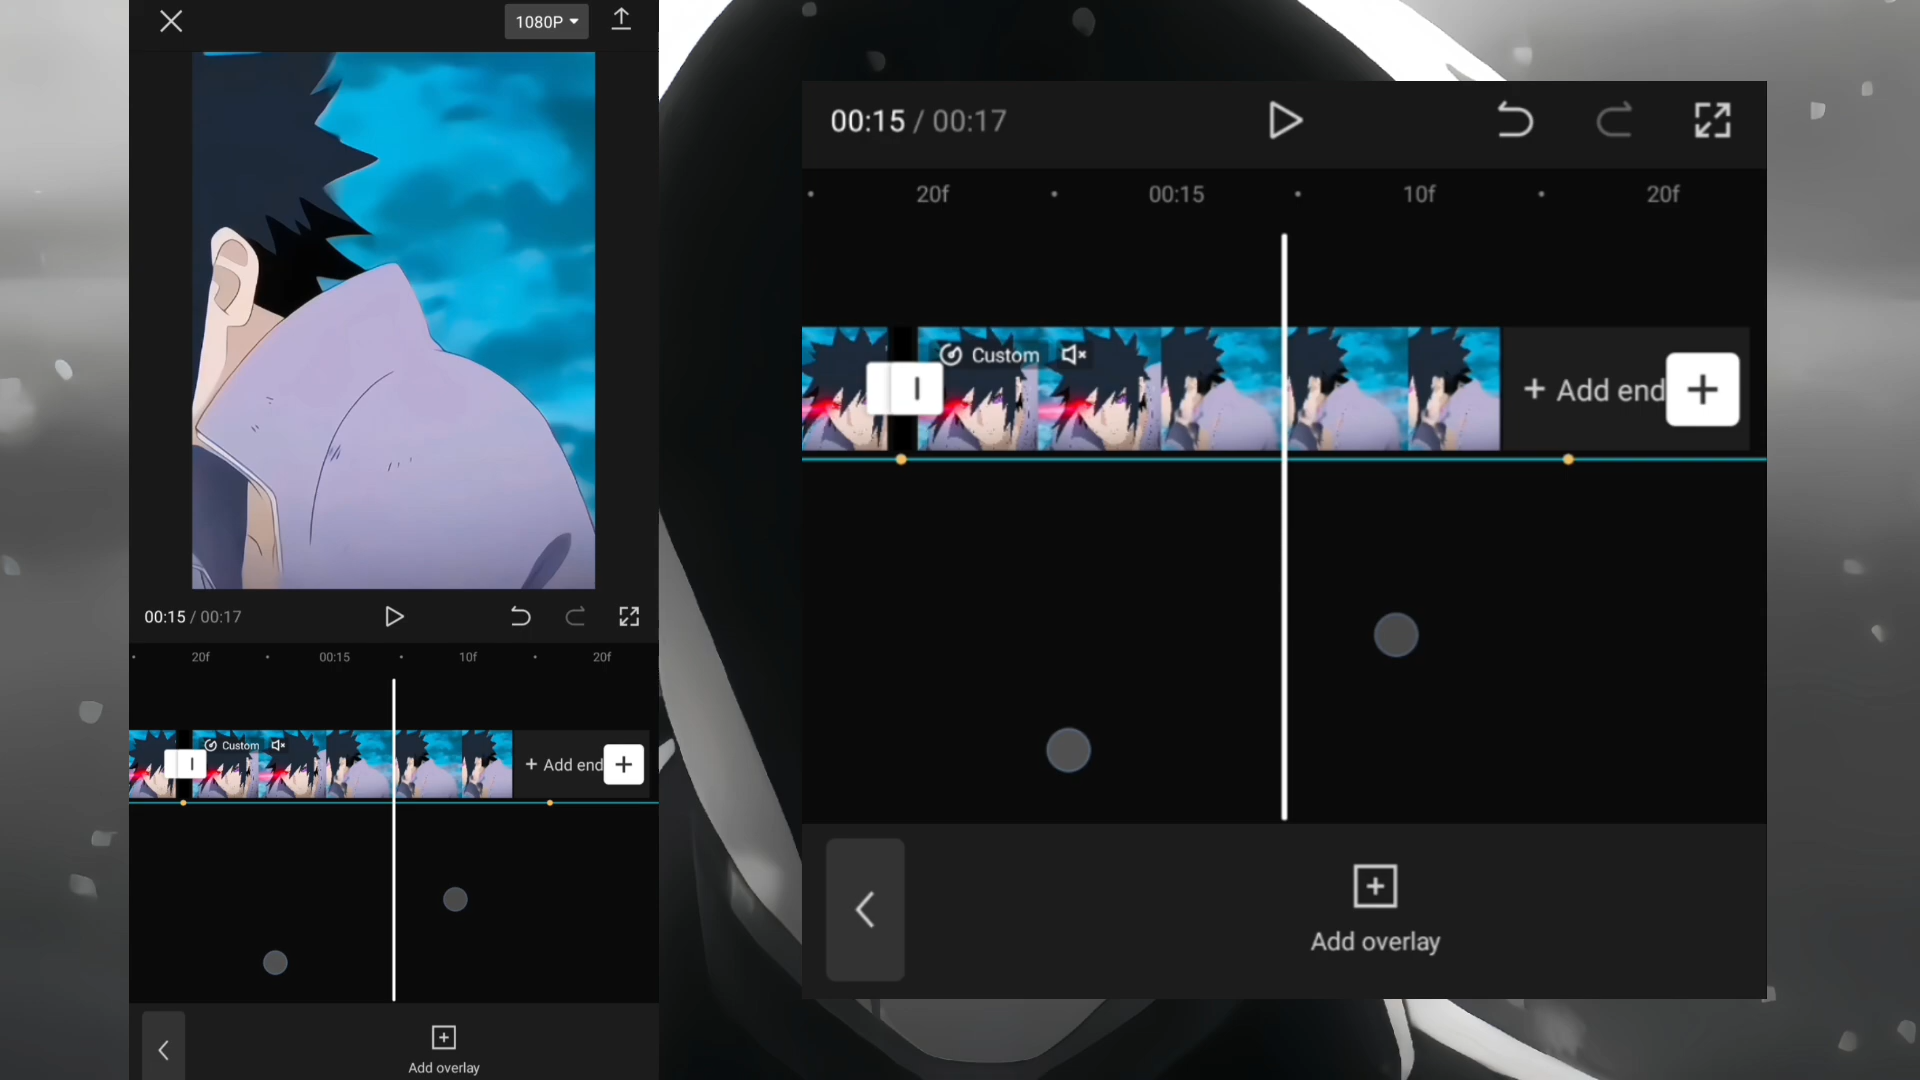 1080P
00:15 / 00:17
20f 00:15 10f 20f
Custom
+ Add end
Add overlay
00:15 / 00:17
20f 00:15 10f 20f
Custom
+ Add end
Add overlay